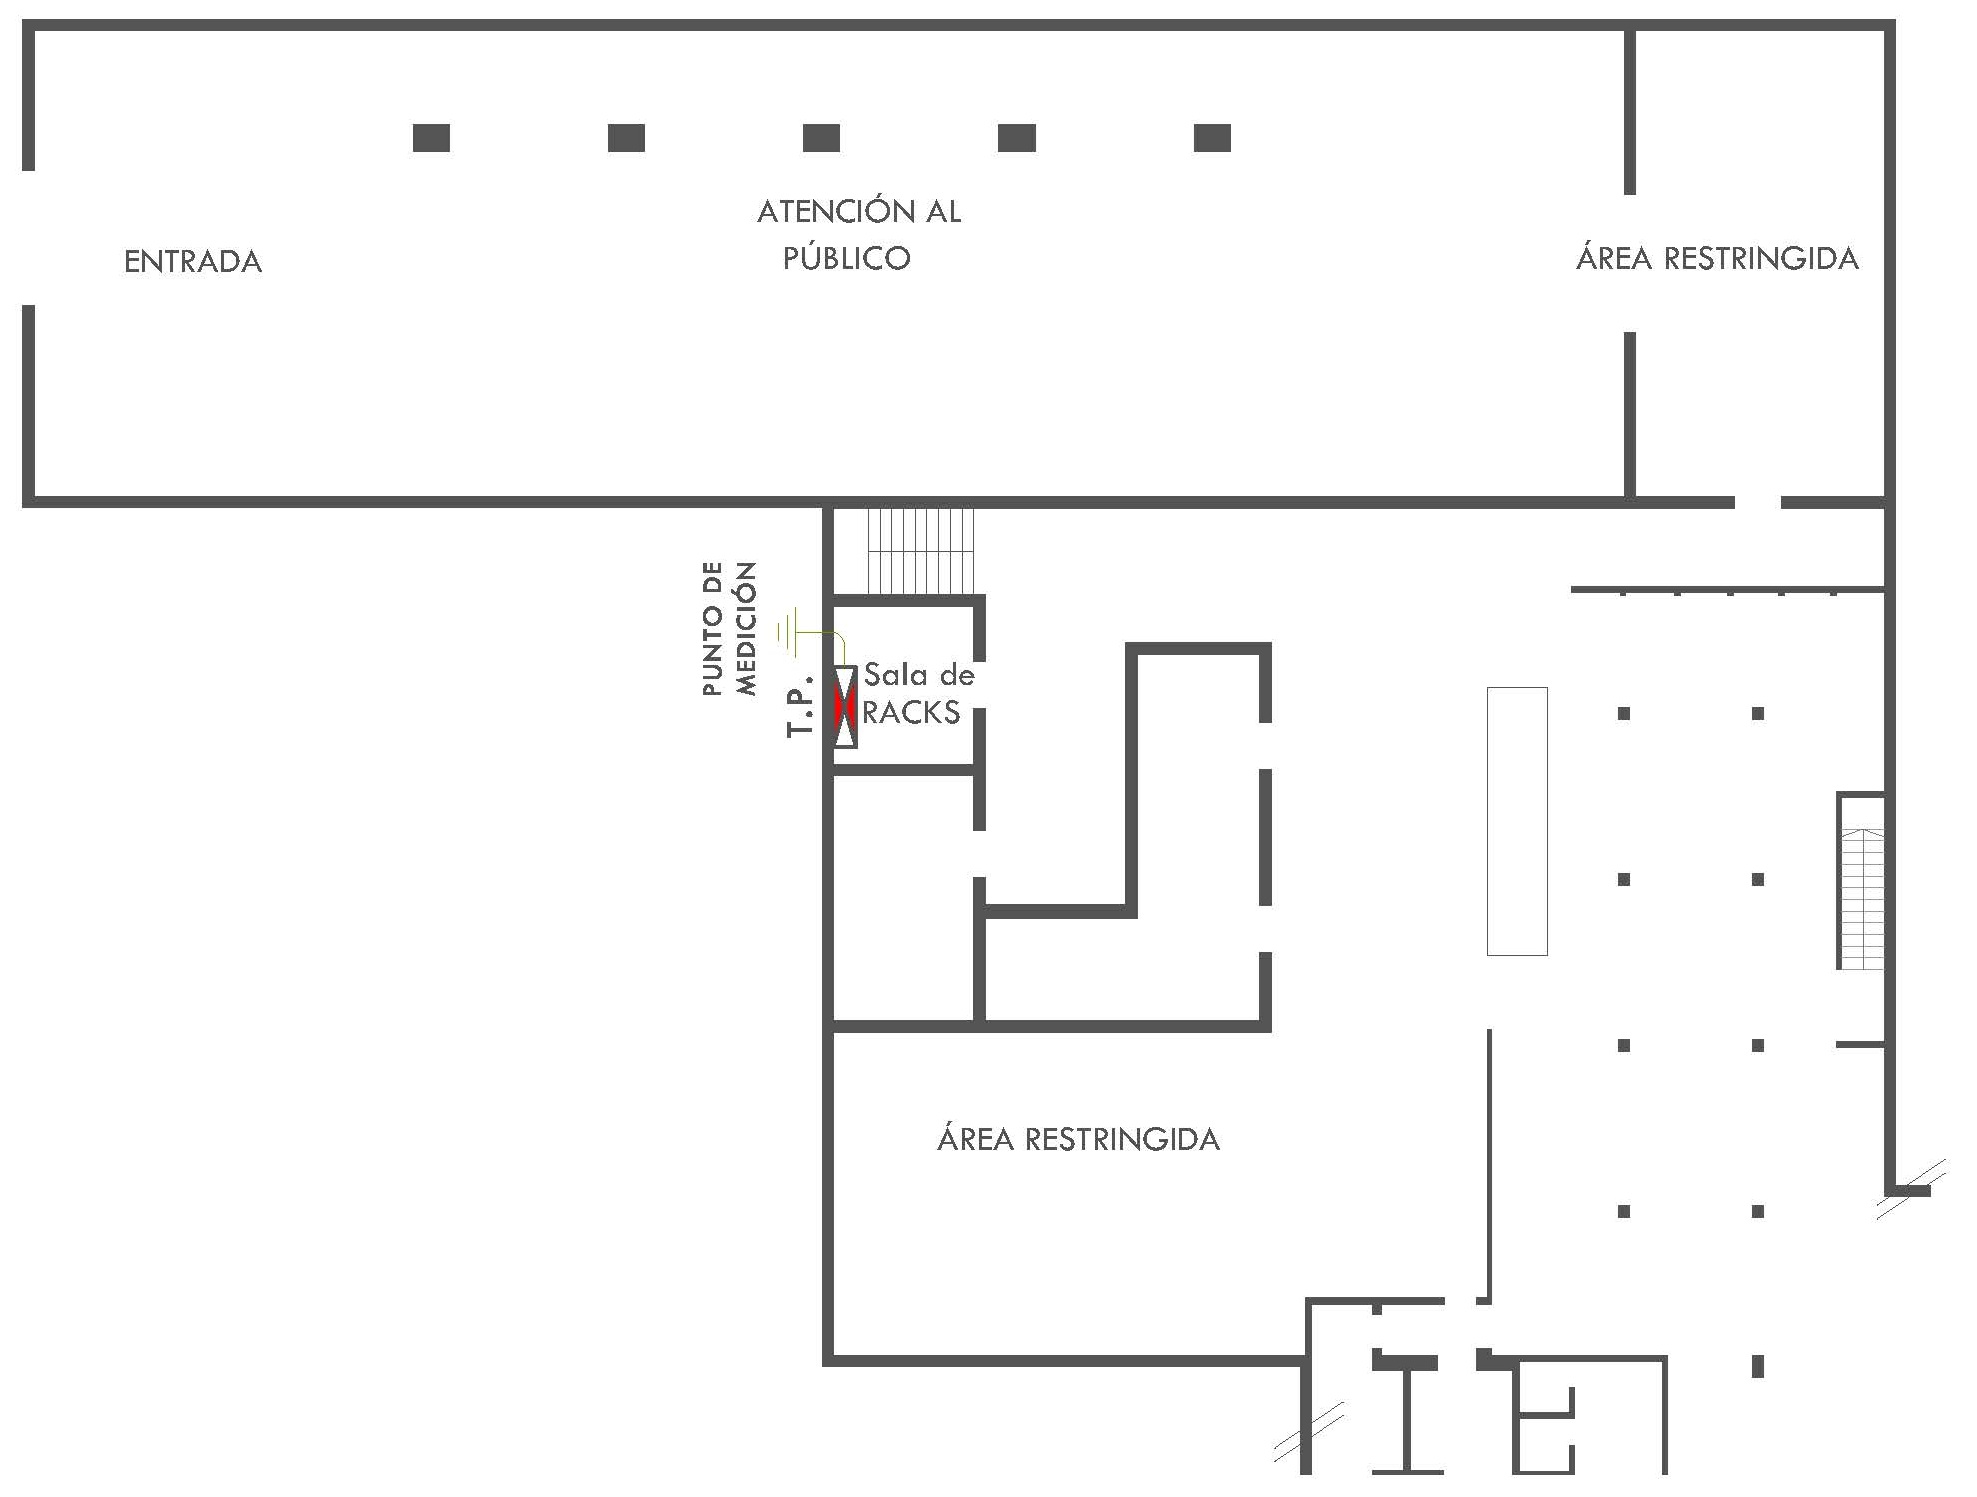 ATENCIÓN AL
PÚBLICO
ENTRADA
ÁREA RESTRINGIDA
PUNTO DE
MEDICIÓN
T.P.
Sala de
RACKS
ÁREA RESTRINGIDA